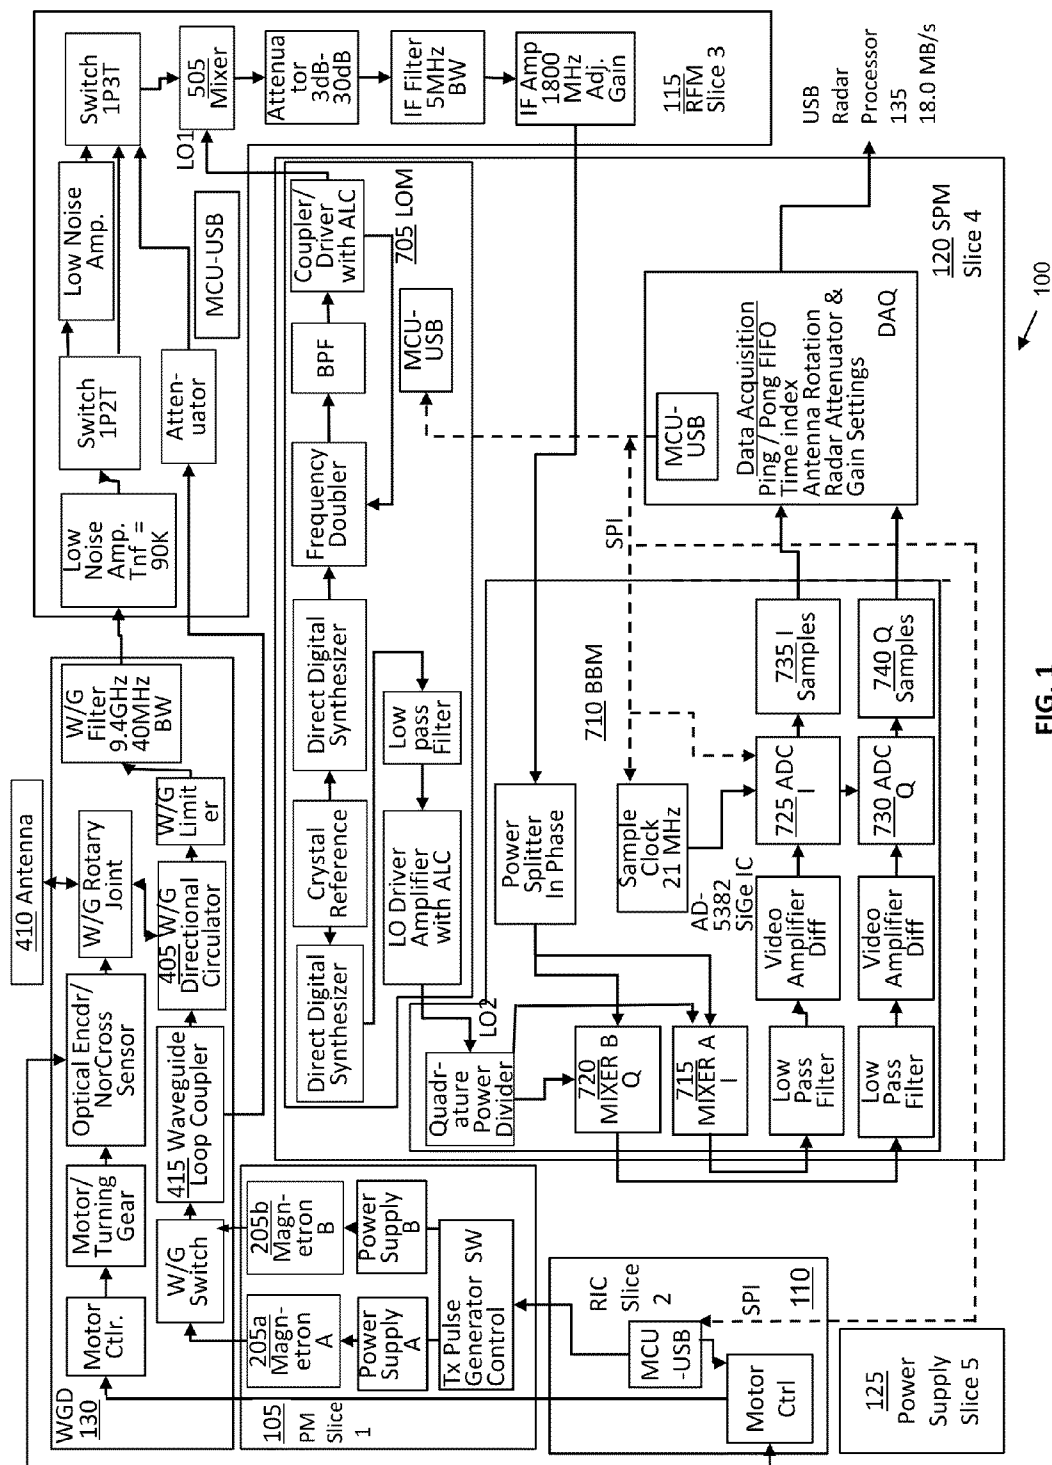 410 Antenna
WGD
130
Motor
Ctlr.
Motor/
Turning
Gear
Optical Encdr/
NorCross
Sensor
W/G Rotary
Joint
W/G
Filter
9.4GHz
40MHz
BW
W/G
Switch
415 Waveguide
Loop Coupler
405 W/G
Directional
Circulator
W/G
Limit
er
Low
Noise
Amp.
Tnf =
90K
Switch
1P2T
Low Noise
Amp.
Switch
1P3T
Atten-
uator
MCU-USB
LO1
505
Mixer
Attenua
tor
3dB-
30dB
IF Filter
5MHz
BW
IF Amp
1800
MHz
Adj.
Gain
115
RFM
Slice 3
205a
Mag-
etron
A
205b
Magn-
etron
B
Power
Supply A
Power
Supply B
Tx Pulse
Generator SW
Control
105
PM
Slice
1
Direct Digital
Synthesizer
Crystal
Reference
Direct Digital
Synthesizer
Frequency
Doubler
BPF
Coupler/
Driver
with ALC
LO Driver
Amplifier
with ALC
Low
pass
Filter
MCU-
USB
705 LOM
LO2
Quadr-
ature
Power
Divider
Power
Splitter
In Phase
710 BBM
SPI
720
MIXER B
Q
715
MIXER A
I
Sample
Clock
21 MHz
AD-
5382
SiGe IC
Low
Pass
Filter
Video
Amplifier
Diff
725 ADC
I
735 I
Samples
Low
Pass
Filter
Video
Amplifier
Diff
730 ADC
Q
740 Q
Samples
MCU-
USB
Data Acquisition
Ping / Pong FIFO
Time index
Antenna Rotation
Radar Attenuator &
Gain Settings
DAQ
120 SPM
Slice 4
USB
Radar
Processor
135
18.0 MB/s
RIC
Slice
2
MCU
-USB
SPI
110
Motor
Ctrl
125
Power
Supply
Slice 5
100
FIG. 1